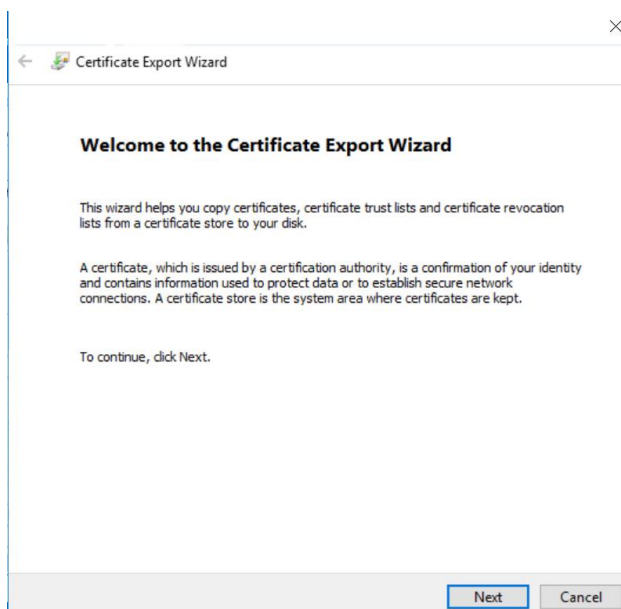 Certificate Export Wizard
Welcome to the Certificate Export Wizard
This wizard helps you copy certificates, certificate trust lists and certificate revocation
lists from a certificate store to your disk.
A certificate, which is issued by a certification authority, is a confirmation of your identity
and contains information used to protect data or to establish secure network
connections. A certificate store is the system area where certificates are kept.
To continue, click Next.
Next Cancel